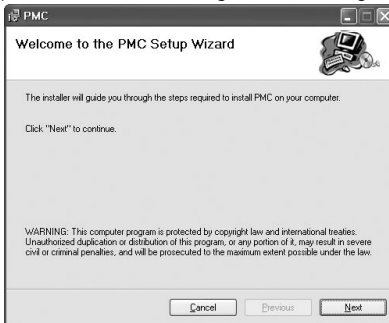 PMC
Welcome to the PMC Setup Wizard
The installer will guide you through the steps required to install PMC on your computer.
Click "Next" to continue.
WARNING: This computer program is protected by copyright law and international treaties.
Unauthorized duplication or distribution of this program, or any portion of it, may result in severe
civil or criminal penalties, and will be prosecuted to the maximum extent possible under the law.
Cancel Previous Next